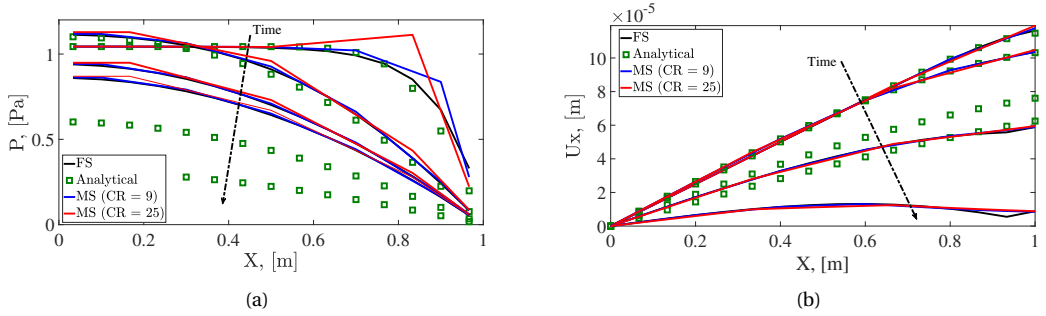 1
0.5
0
P, [Pa]
Time
FS
Analytical
MS (CR = 9)
MS (CR = 25)
0 0.2 0.4 0.6 0.8 1
X, [m]
(a)
×10⁻⁵
10
8
6
4
2
0
Ux, [m]
FS
Analytical
MS (CR = 9)
MS (CR = 25)
Time
0 0.2 0.4 0.6 0.8 1
X, [m]
(b)